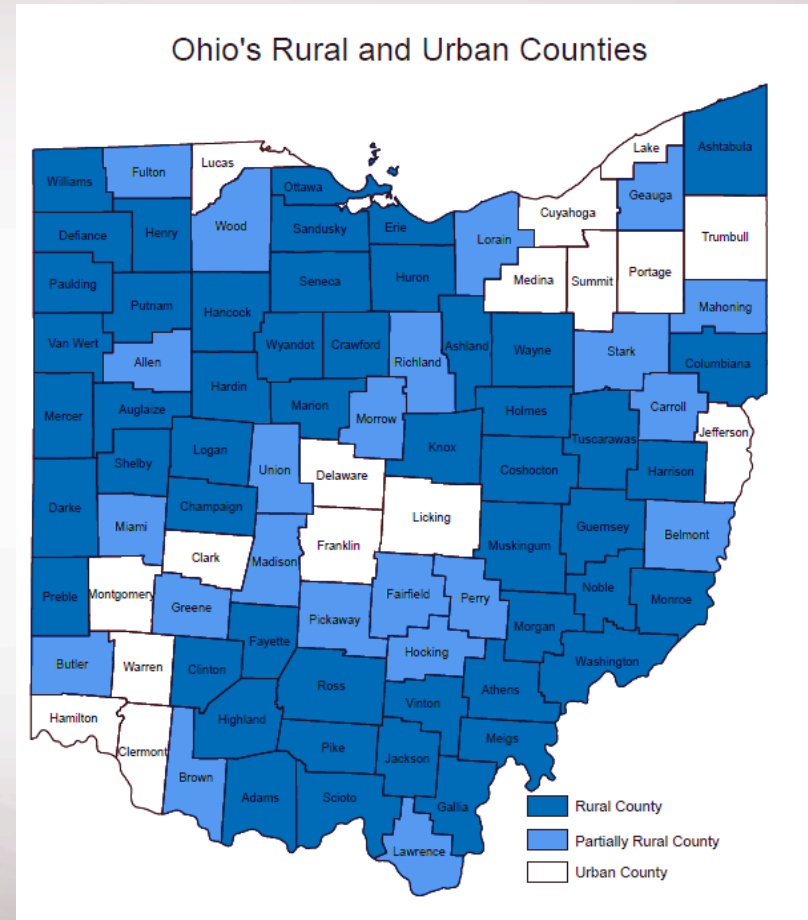 Ohio's Rural and Urban Counties
Lake
Ashtabula
Lucas
Fulton
Williams
Ottawa
Geauga
Cuyahoga
Wood
Sandusky
Erie
Henry
Defiance
Lorain
Trumbull
Portage
Medina
Summit
Seneca
Huron
Paulding
Putnam
Mahoning
Hancock
Van Wert
Wyandot
Crawford
Ashland
Wayne
Stark
Allen
Richland
Columbiana
Hardin
Marion
Carroll
Auglaize
Mercer
Morrow
Holmes
Jefferson
Tuscarawas
Knox
Logan
Shelby
Union
Delaware
Coshocton
Harrison
Darke
Champaign
Licking
Miami
Guernsey
Belmont
Franklin
Muskingum
Clark
Madison
Noble
Preble
Montgomery
Fairfield
Perry
Monroe
Greene
Pickaway
Morgan
Fayette
Hocking
Butler
Warren
Clinton
Washington
Ross
Athens
Vinton
Hamilton
Highland
Meigs
Clermont
Pike
Jackson
Brown
Adams
Scioto
Gallia
Rural County
Partially Rural County
Lawrence
Urban County